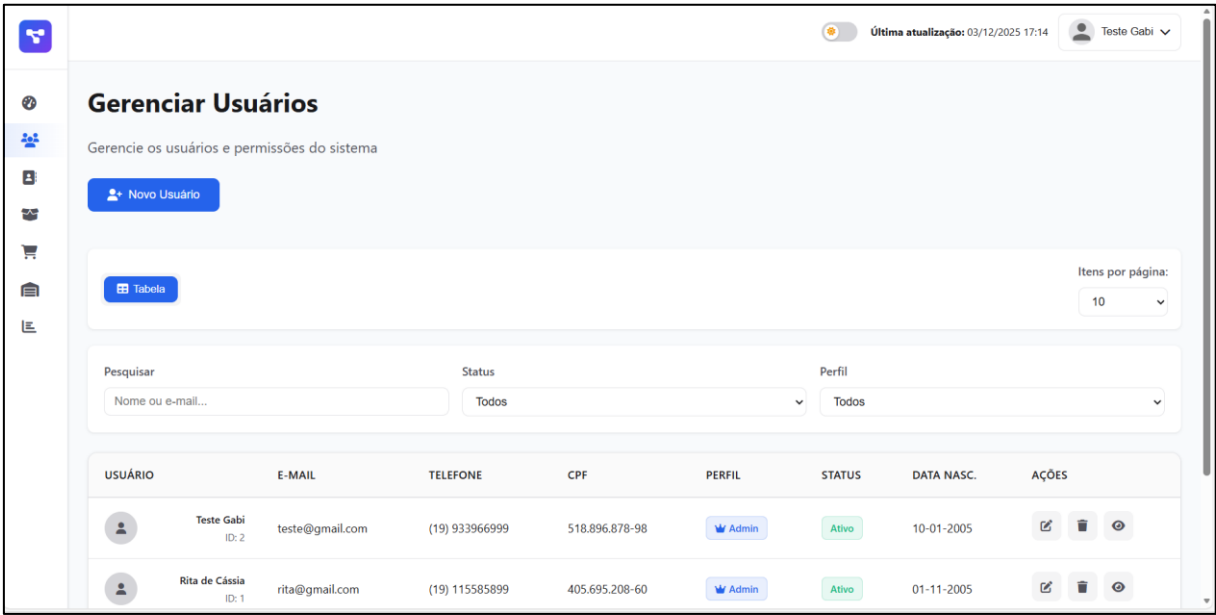 Última atualização: 03/12/2025 17:14 Teste Gabi
Gerenciar Usuários
Gerencie os usuários e permissões do sistema
Novo Usuário
Itens por página:
Tabela
10
Pesquisar Status Perfil
Nome ou e-mail... Todos Todos
USUÁRIO E-MAIL TELEFONE CPF PERFIL STATUS DATA NASC. AÇÕES
Teste Gabi
ID: 2
teste@gmail.com (19) 933966999 518.896.878-98 Admin Ativo 10-01-2005
Rita de Cássia
ID: 1
rita@gmail.com (19) 115585899 405.695.208-60 Admin Ativo 01-11-2005